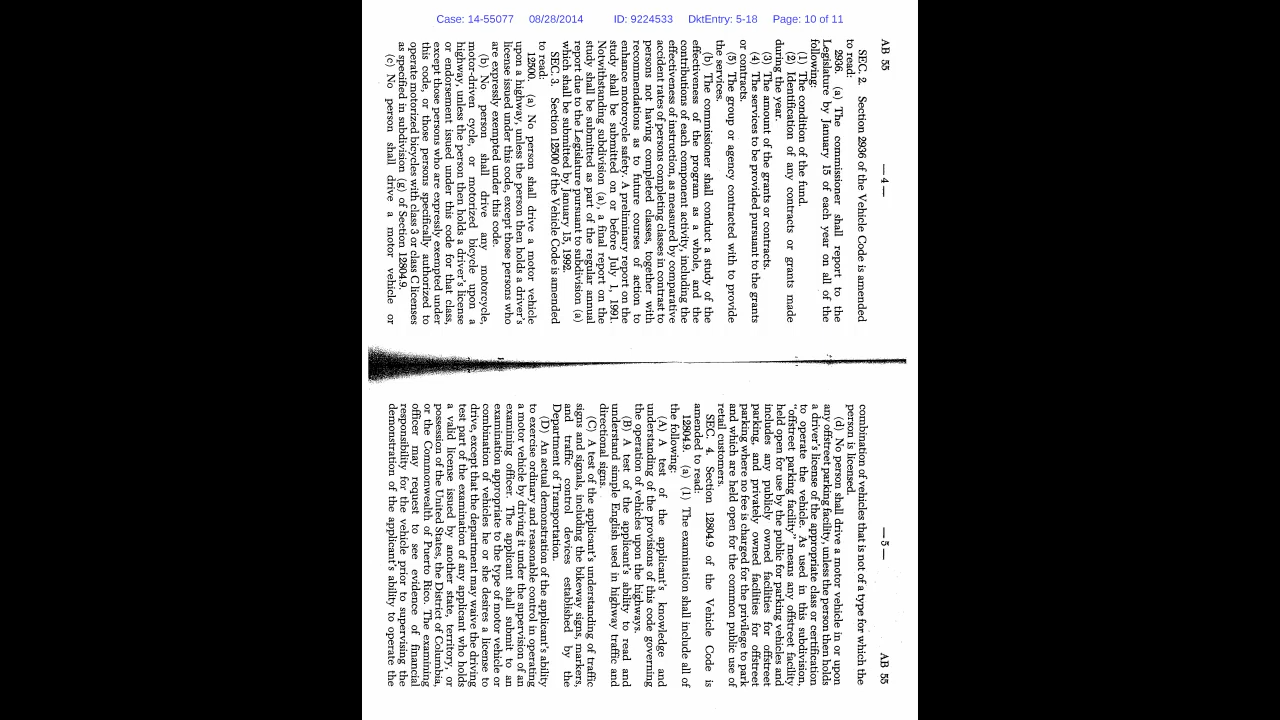 Case: 14-55077 08/28/2014 ID: 9224533 DktEntry: 5-18 Page: 10 of 11
AB 55 — 4 —
SEC. 2. Section 2936 of the Vehicle Code is amended
to read:
2936. (a) The commissioner shall report to the
Legislature by January 15 of each year on all of the
following:
(1) The condition of the fund.
(2) Identification of any contracts or grants made
during the year.
(3) The amount of the grants or contracts.
(4) The services to be provided pursuant to the grants
or contracts.
(5) The group or agency contracted with to provide
the services.
(b) The commissioner shall conduct a study of the
effectiveness of the program as a whole, and the
contributions of each component activity, including the
effectiveness of instruction, as measured by comparative
accident rates of persons completing classes in contrast to
persons not having completed classes, together with
recommendations as to future courses of action to
enhance motorcycle safety. A preliminary report on the
study shall be submitted on or before July 1, 1991.
Notwithstanding subdivision (a), a final report on the
study shall be submitted as part of the regular annual
report due to the Legislature pursuant to subdivision (a)
which shall be submitted by January 15, 1992.
SEC. 3. Section 12500 of the Vehicle Code is amended
to read:
12500. (a) No person shall drive a motor vehicle
upon a highway, unless the person then holds a driver's
license issued under this code, except those persons who
are expressly exempted under this code.
(b) No person shall drive any motorcycle,
motor-driven cycle, or motorized bicycle upon a
highway, unless the person then holds a driver's license
or endorsement issued under this code for that class,
except those persons who are expressly exempted under
this code, or those persons specifically authorized to
operate motorized bicycles with class 3 or class C licenses
as specified in subdivision (g) of Section 12804.9.
(c) No person shall drive a motor vehicle or
— 5 — AB 55
combination of vehicles that is not of a type for which the
person is licensed.
(d) No person shall drive a motor vehicle in or upon
any offstreet parking facility, unless the person then holds
a driver's license of the appropriate class or certification
to operate the vehicle. As used in this subdivision,
"offstreet parking facility" means any offstreet facility
held open for use by the public for parking vehicles and
includes any publicly owned facilities for offstreet
parking, and privately owned facilities for offstreet
parking where no fee is charged for the privilege to park
and which are held open for the common public use of
retail customers.
SEC. 4. Section 12804.9 of the Vehicle Code is
amended to read:
12804.9. (a) (1) The examination shall include all of
the following:
(A) A test of the applicant's knowledge and
understanding of the provisions of this code governing
the operation of vehicles upon the highways.
(B) A test of the applicant's ability to read and
understand simple English used in highway traffic and
directional signs.
(C) A test of the applicant's understanding of traffic
signs and signals, including the bikeway signs, markers,
and traffic control devices established by the
Department of Transportation.
(D) An actual demonstration of the applicant's ability
to exercise ordinary and reasonable control in operating
a motor vehicle by driving it under the supervision of an
examining officer. The applicant shall submit to an
examination appropriate to the type of motor vehicle or
combination of vehicles he or she desires a license to
drive, except that the department may waive the driving
test part of the examination of any applicant who holds
a valid license issued by another state, territory, or
possession of the United States, the District of Columbia,
or the Commonwealth of Puerto Rico. The examining
officer may request to see evidence of financial
responsibility for the vehicle prior to supervising the
demonstration of the applicant's ability to operate the